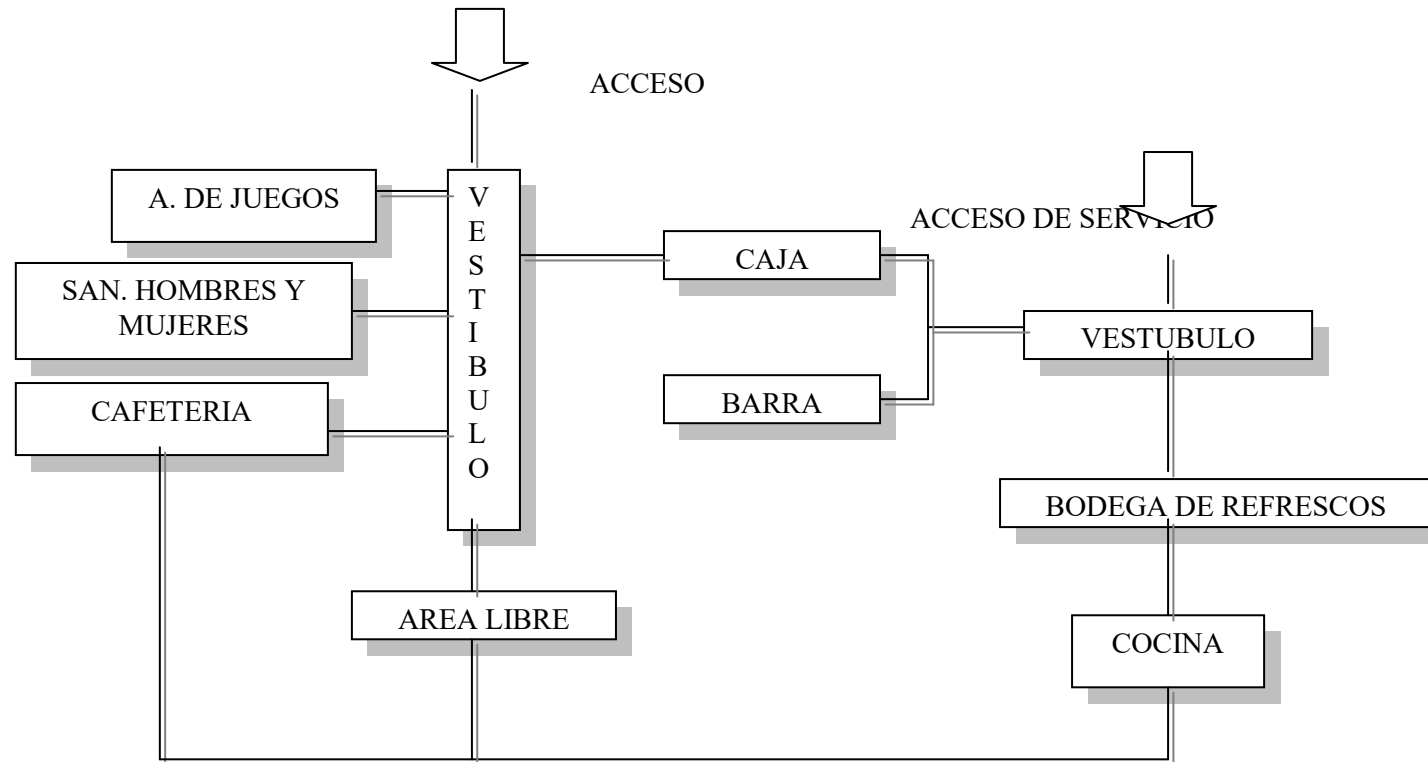 ACCESO
A. DE JUEGOS
VESTIBULO
ACCESO DE SERVICIO
CAJA
SAN. HOMBRES Y
MUJERES
VESTUBULO
CAFETERIA
BARRA
BODEGA DE REFRESCOS
AREA LIBRE
COCINA